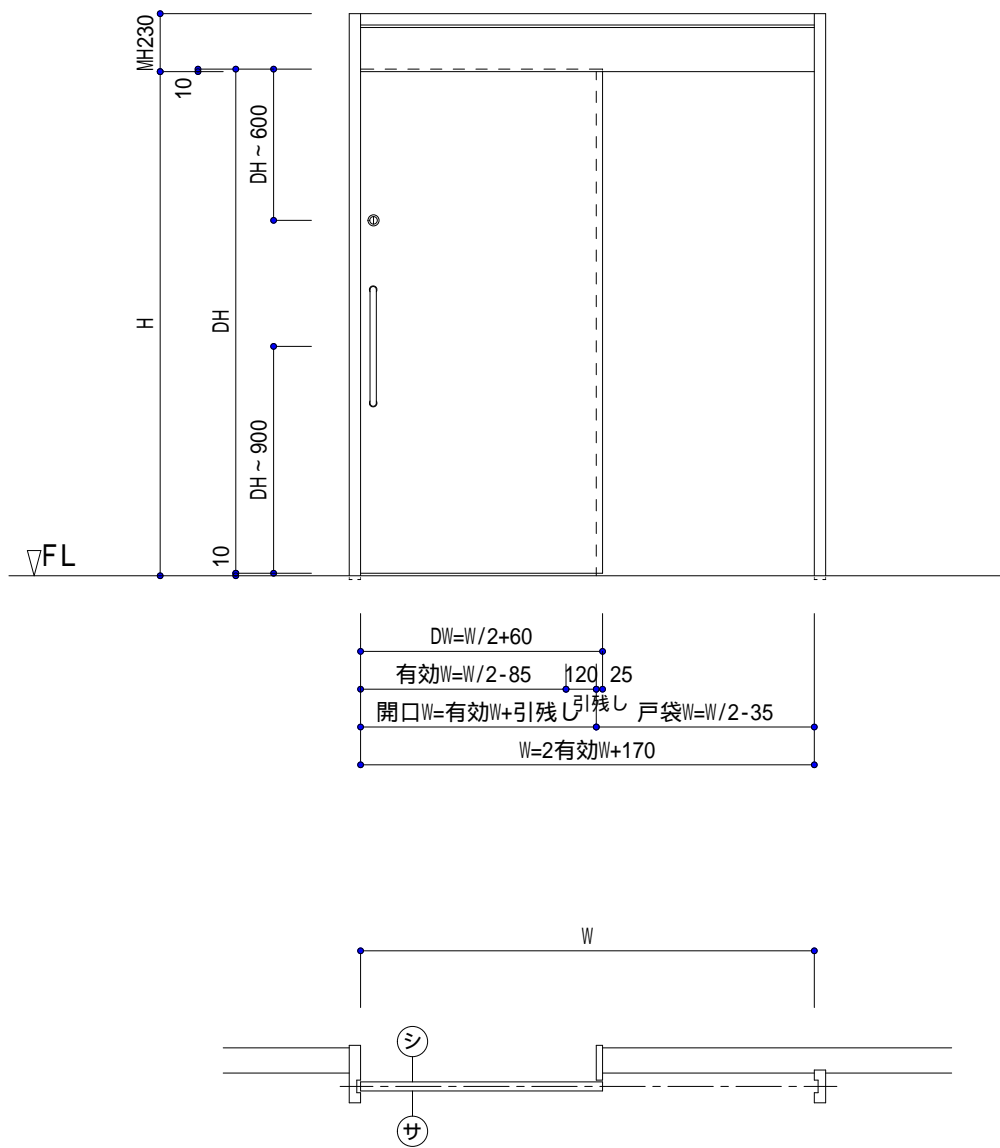 MH230
10
DH~600
H
DH
DH~900
10
▽FL
DW=W/2+60
有効W=W/2-85
120
25
引残し
開口W=有効W+引残し
戸袋W=W/2-35
W=2有効W+170
W
シ
サ